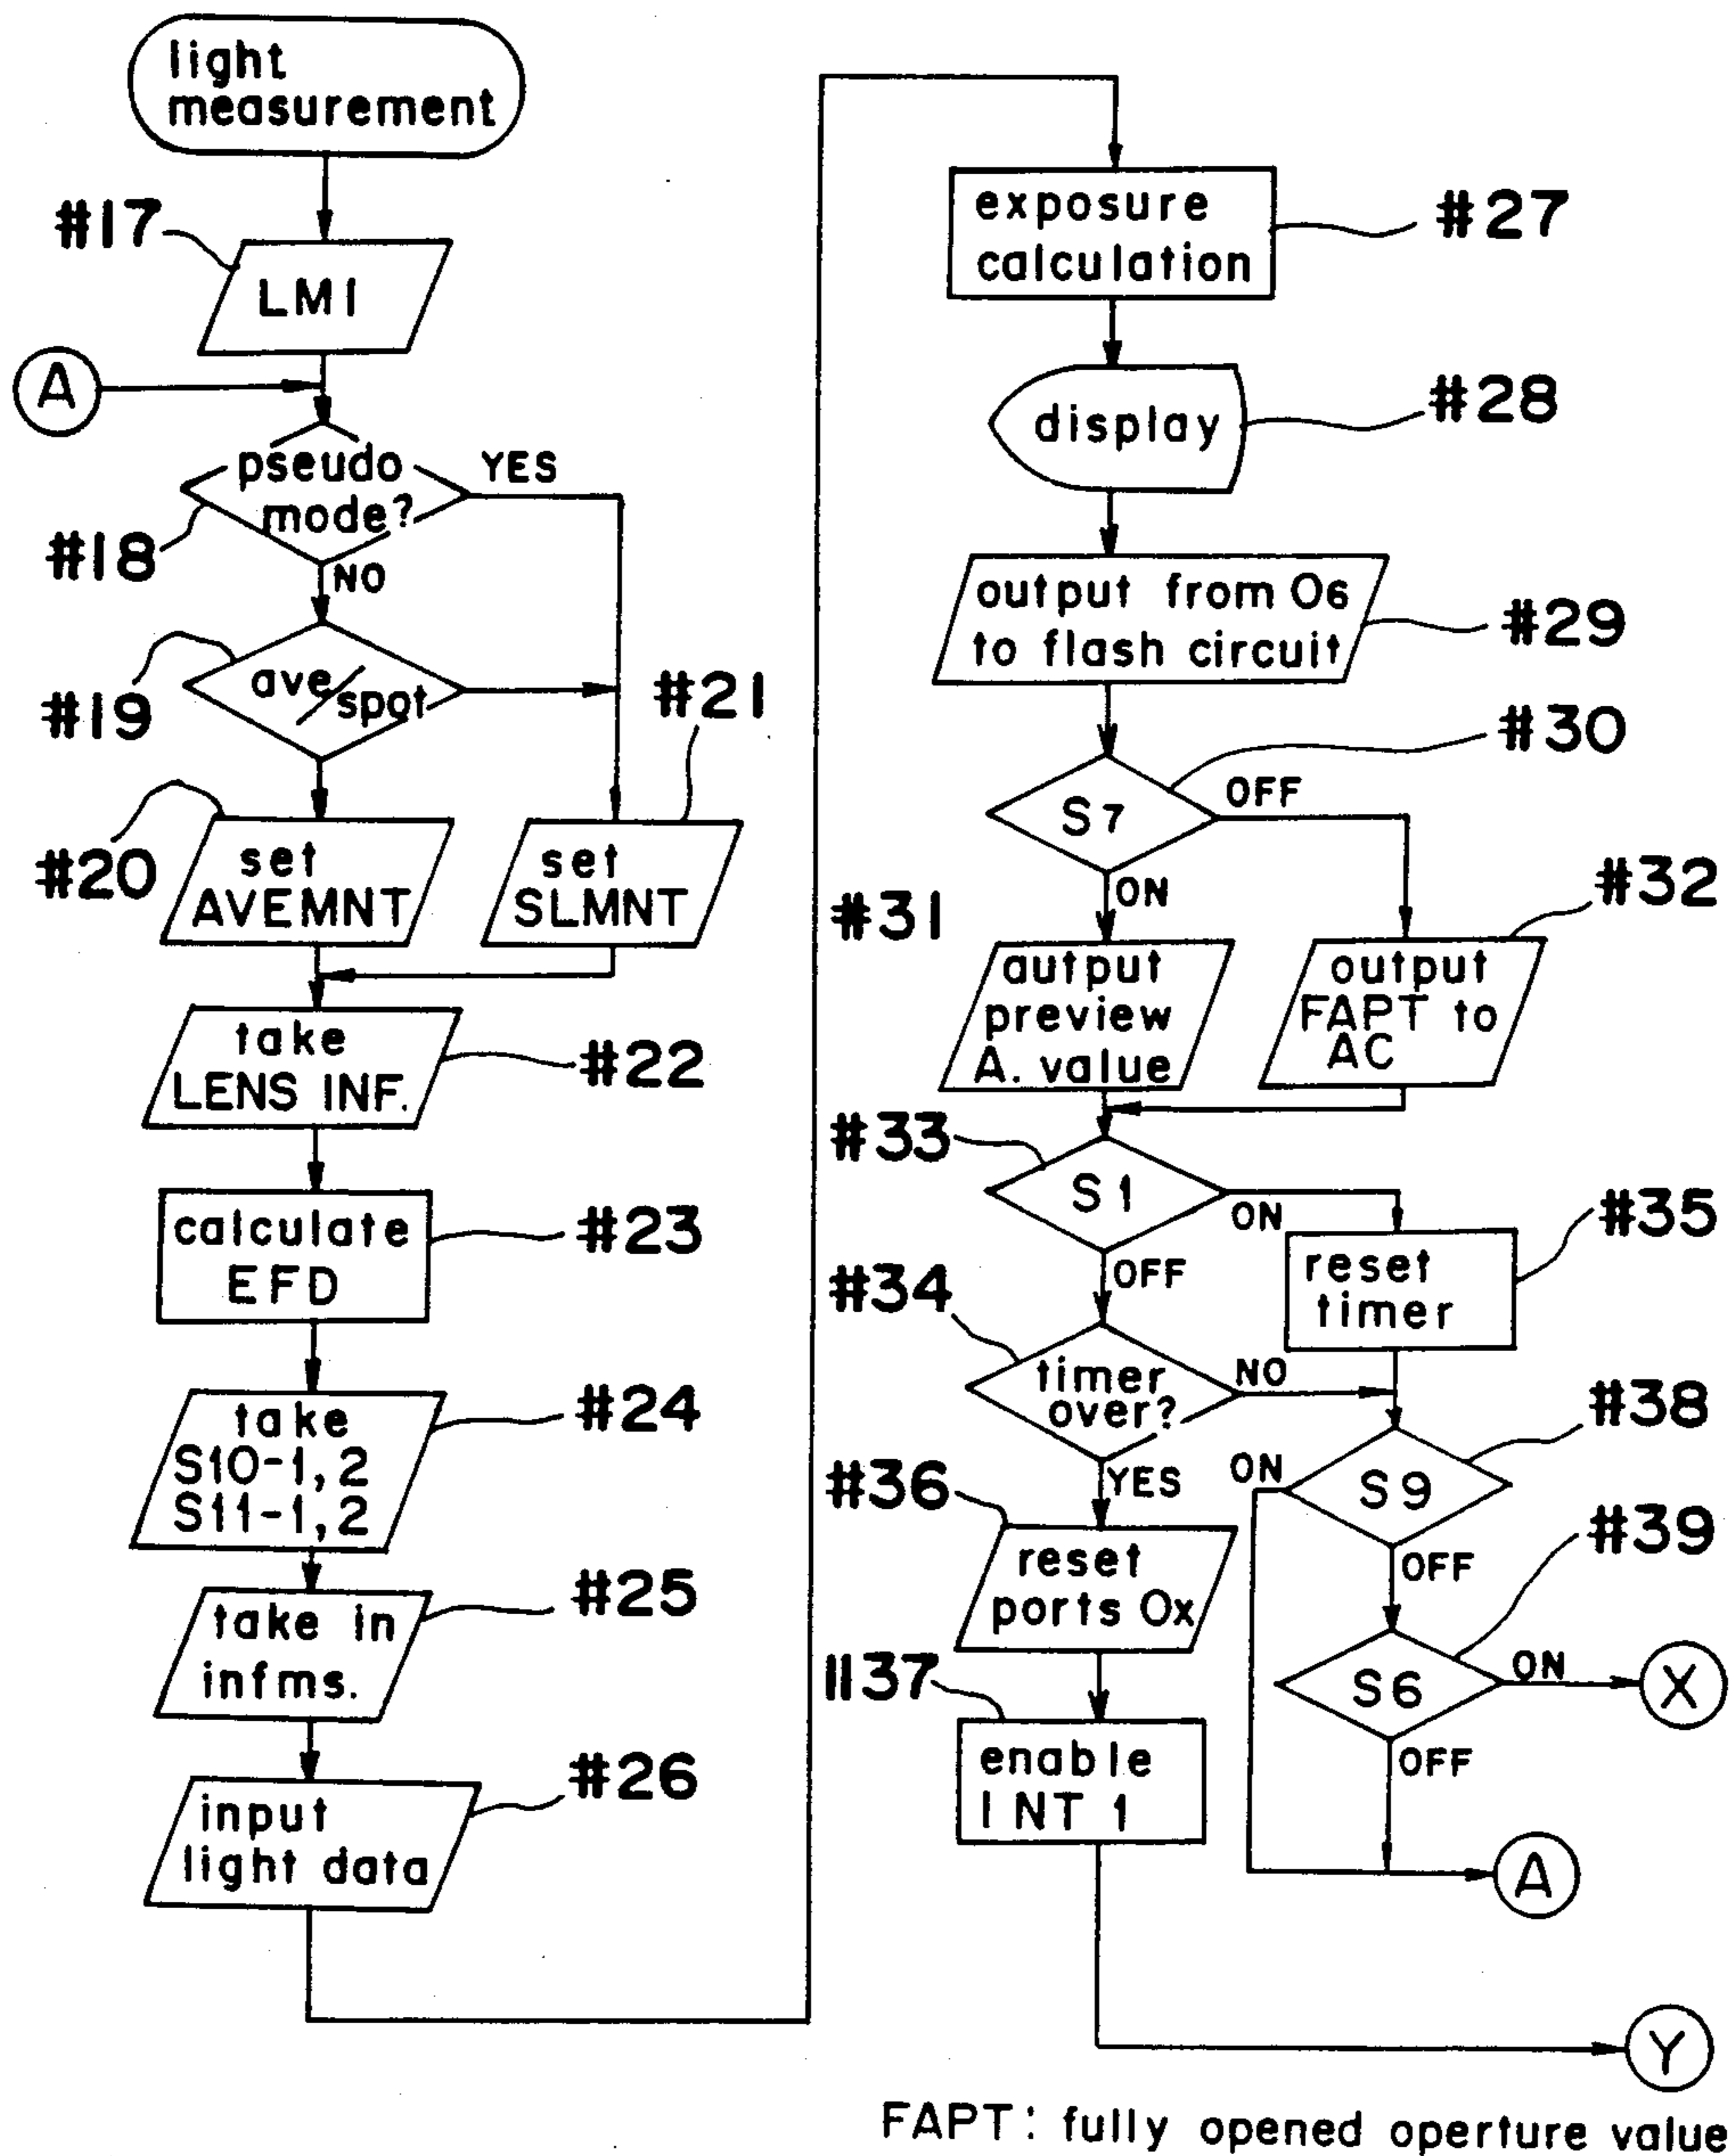 light
measurement
#17
LM1
A
pseudo
mode?
YES
#18
NO
ave/spot
#19
#21
#20
set
AVEMNT
set
SLMNT
take
LENS INF.
#22
calculate
EFD
#23
take
S10-1, 2
S11-1, 2
#24
take in
infms.
#25
input
light data
#26
exposure
calculation
#27
display
#28
output from O6
to flash circuit
#29
#30
S7
OFF
ON
#31
#32
autput
preview
A. value
output
FAPT to
AC
#33
S1
ON
OFF
#35
reset
timer
#34
timer
over?
NO
YES
#38
S9
ON
OFF
#36
reset
ports Ox
#39
S6
ON
X
OFF
1137
enable
INT 1
A
Y
FAPT: fully opened aperture value